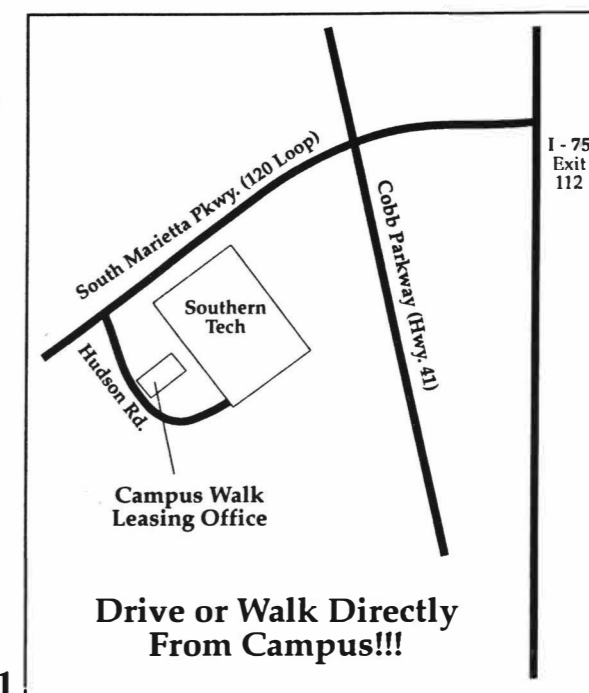 South Marietta Pkwy. (120 Loop)
I - 75
Exit
112
Cobb Parkway (Hwy. 41)
Southern
Tech
Hudson Rd.
Campus Walk
Leasing Office
Drive or Walk Directly
From Campus!!!
1